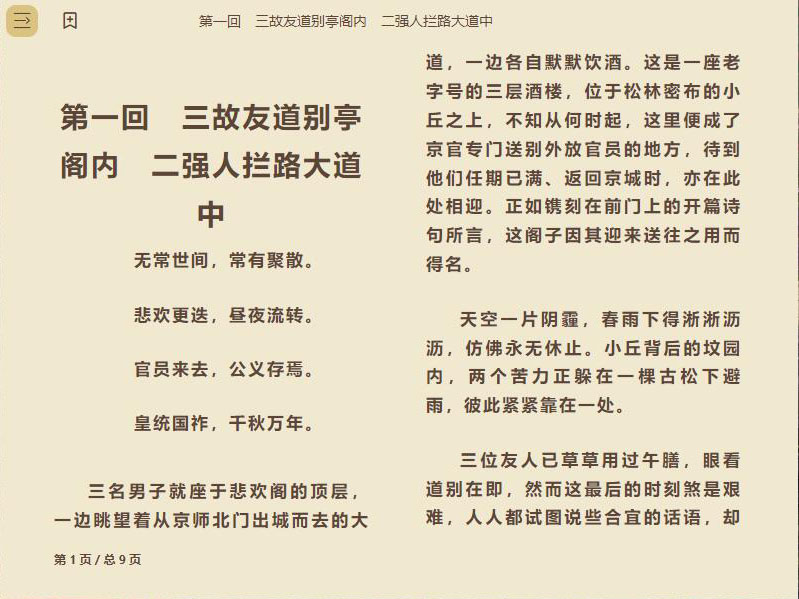 第一回　三故友道别亭阁内　二强人拦路大道中
第一回　三故友道别亭
阁内　二强人拦路大道
中
无常世间，常有聚散。
悲欢更迭，昼夜流转。
官员来去，公义存焉。
皇统国祚，千秋万年。
三名男子就座于悲欢阁的顶层，
一边眺望着从京师北门出城而去的大
第1页/总9页
道，一边各自默默饮酒。这是一座老
字号的三层酒楼，位于松林密布的小
丘之上，不知从何时起，这里便成了
京官专门送别外放官员的地方，待到
他们任期已满、返回京城时，亦在此
处相迎。正如镌刻在前门上的开篇诗
句所言，这阁子因其迎来送往之用而
得名。
天空一片阴霾，春雨下得淅淅沥
沥，仿佛永无休止。小丘背后的坟园
内，两个苦力正躲在一棵古松下避
雨，彼此紧紧靠在一处。
三位友人已草草用过午膳，眼看
道别在即，然而这最后的时刻煞是艰
难，人人都试图说些合宜的话语，却